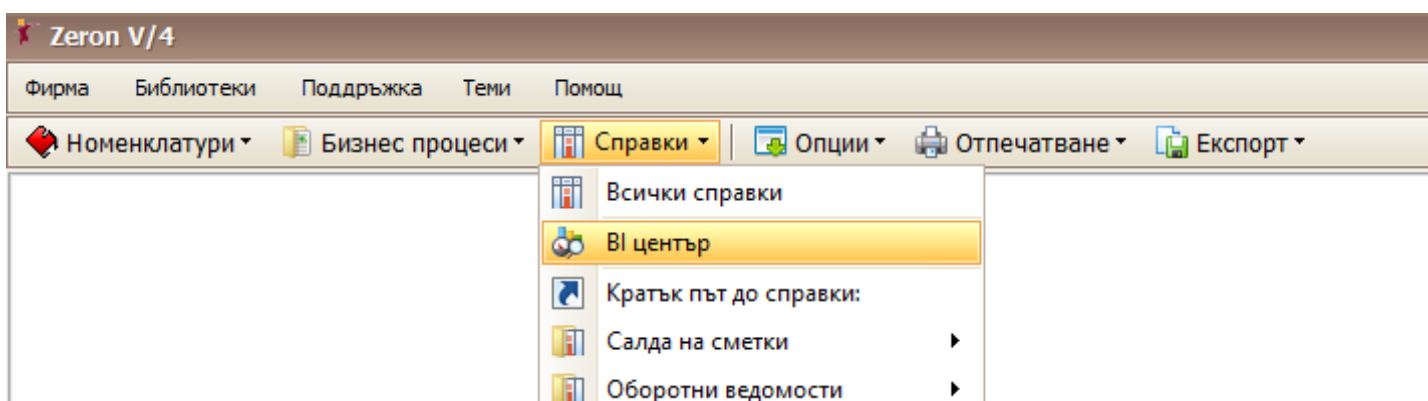 Zeron V/4
Фирма Библиотеки Поддръжка Теми Помощ
Номенклатури Бизнес процеси Справки Опции Отпечатване Експорт
Всички справки
BI център
Кратък път до справки:
Салда на сметки
Оборотни ведомости